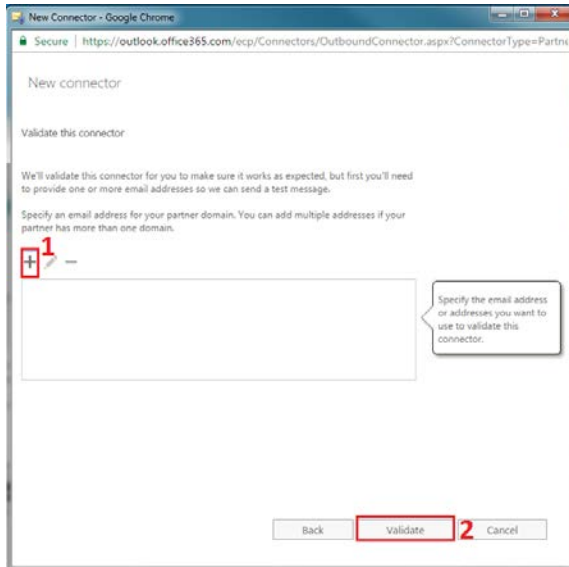 New Connector - Google Chrome
Secure | https://outlook.office365.com/ecp/Connectors/OutboundConnector.aspx?ConnectorType=Partne
New connector
Validate this connector
We'll validate this connector for you to make sure it works as expected, but first you'll need
to provide one or more email addresses so we can send a test message.
Specify an email address for your partner domain. You can add multiple addresses if your
partner has more than one domain.
1
Specify the email address
or addresses you want to
use to validate this
connector.
Back Validate 2 Cancel